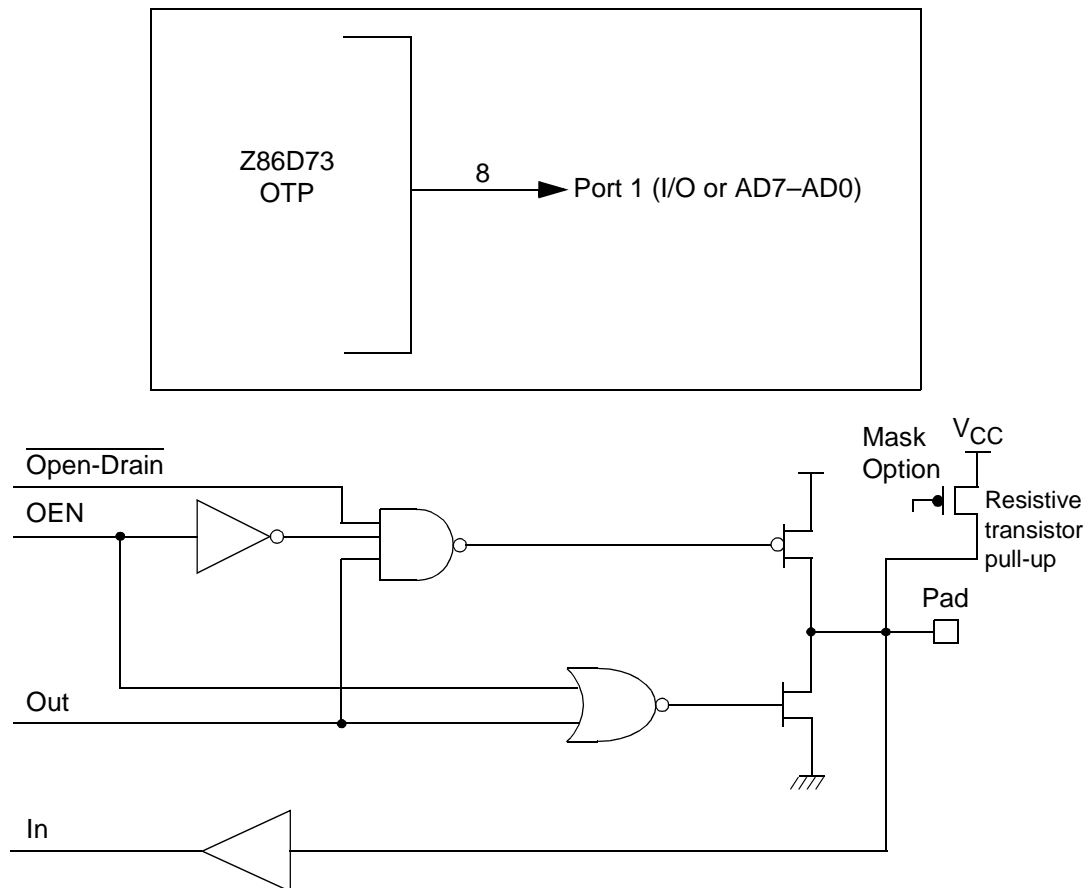 Z86D73
OTP
8
Port 1 (I/O or AD7–AD0)
Open-Drain
OEN
Mask
Option
VCC
Resistive
transistor
pull-up
Pad
Out
In